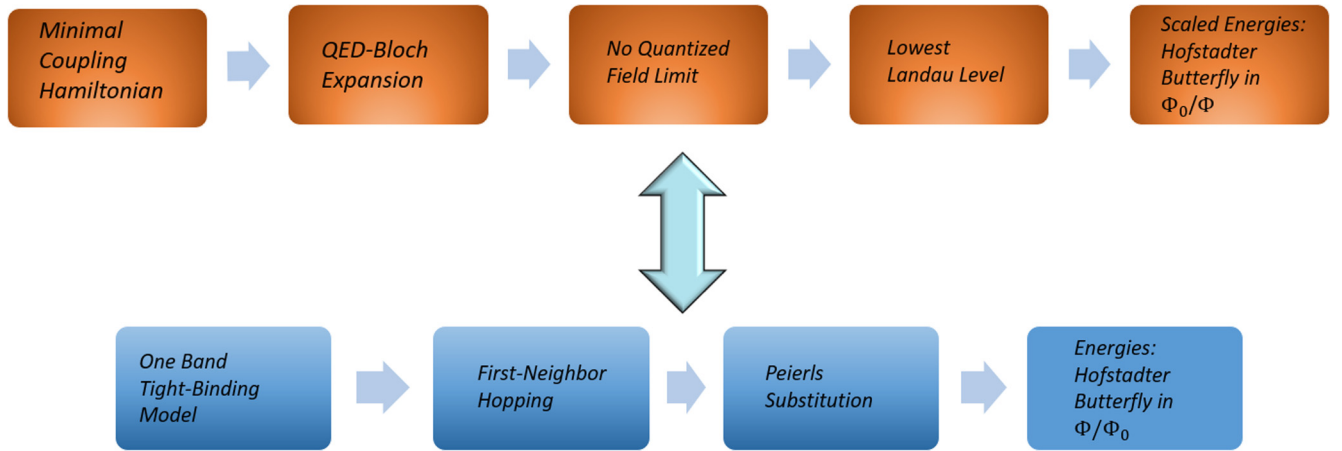 Minimal
Coupling
Hamiltonian
QED-Bloch
Expansion
No Quantized
Field Limit
Lowest
Landau Level
Scaled Energies:
Hofstadter
Butterfly in
Φ₀/Φ
One Band
Tight-Binding
Model
First-Neighbor
Hopping
Peierls
Substitution
Energies:
Hofstadter
Butterfly in
Φ/Φ₀